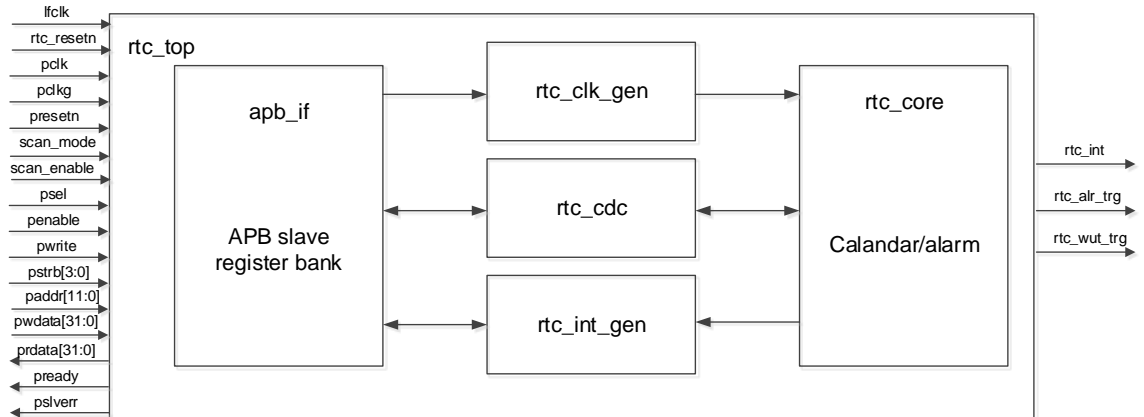 lfclk
rtc_resetn
pclk
pclkg
presetn
scan_mode
scan_enable
psel
penable
pwrite
pstrb[3:0]
paddr[11:0]
pwdata[31:0]
prdata[31:0]
pready
pslverr
rtc_top
apb_if
APB slave
register bank
rtc_clk_gen
rtc_cdc
rtc_int_gen
rtc_core
Calandar/alarm
rtc_int
rtc_alr_trg
rtc_wut_trg